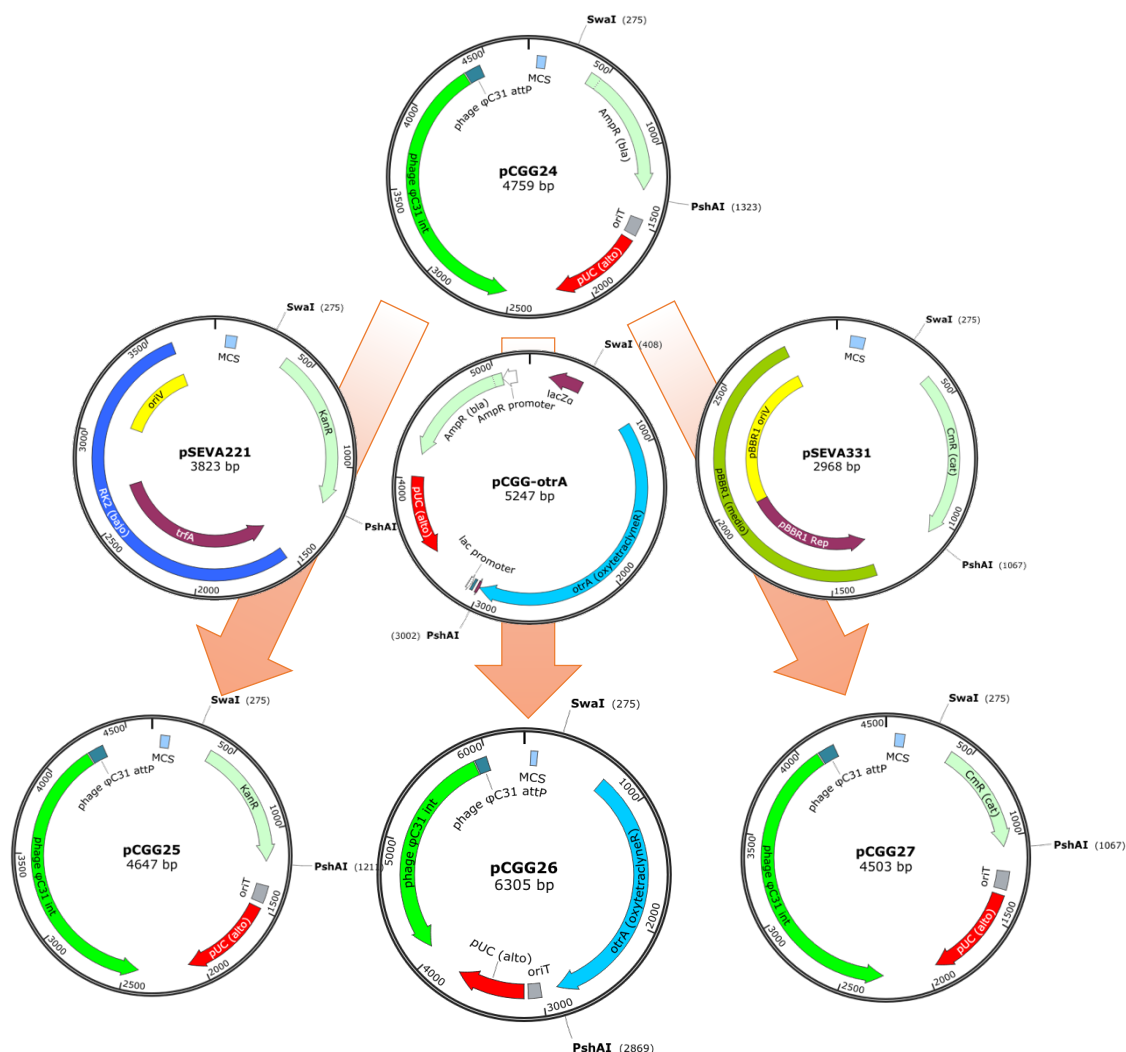 SwaI (275)
4500
500
MCS
phage φC31 attP
4000
AmpR (bla)
1000
pCGG24
4759 bp
phage φC31 int
3500
PshAI (1323)
oriT
1500
pUC (alto)
3000
2000
2500
SwaI (275)
3500
500
MCS
oriV
KanR
3000
pSEVA221
3823 bp
1000
RK2 (bajo)
trfA
PshAI
2500
1500
2000
SwaI (408)
5000
lacZα
AmpR promoter
AmpR (bla)
1000
pCGG-otrA
5247 bp
4000
pUC (alto)
lac promoter
otrA (oxytetraclyneR)
2000
3000
(3002) PshAI
SwaI (275)
MCS
500
2500
pBBR1 oriV
CmR (cat)
pSEVA331
2968 bp
pBBR1 (medio)
pBBR1 Rep
2000
1000
PshAI (1067)
1500
SwaI (275)
4500
500
MCS
phage φC31 attP
4000
KanR
1000
pCGG25
4647 bp
phage φC31 int
3500
PshAI (1211)
oriT
1500
pUC (alto)
3000
2000
2500
SwaI (275)
6000
MCS
phage φC31 attP
1000
phage φC31 int
5000
pCGG26
6305 bp
otrA (oxytetraclyneR)
2000
pUC (alto)
oriT
4000
3000
PshAI (2869)
SwaI (275)
4500
500
MCS
phage φC31 attP
4000
CmR (cat)
1000
PshAI (1067)
3500
pCGG27
4503 bp
phage φC31 int
oriT
1500
pUC (alto)
3000
2000
2500